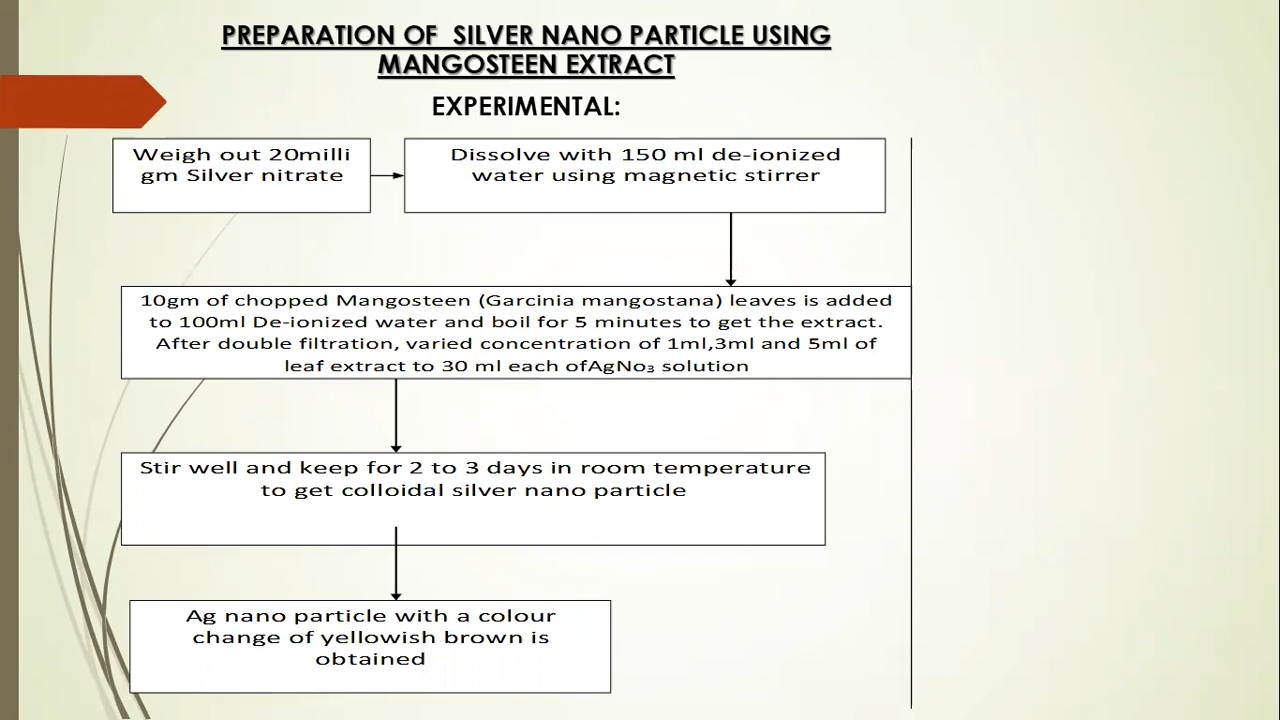 PREPARATION OF SILVER NANO PARTICLE USING
MANGOSTEEN EXTRACT
EXPERIMENTAL:
Weigh out 20milli
gm Silver nitrate
Dissolve with 150 ml de-ionized
water using magnetic stirrer
10gm of chopped Mangosteen (Garcinia mangostana) leaves is added
to 100ml De-ionized water and boil for 5 minutes to get the extract.
After double filtration, varied concentration of 1ml,3ml and 5ml of
leaf extract to 30 ml each ofAgNo₃ solution
Stir well and keep for 2 to 3 days in room temperature
to get colloidal silver nano particle
Ag nano particle with a colour
change of yellowish brown is
obtained